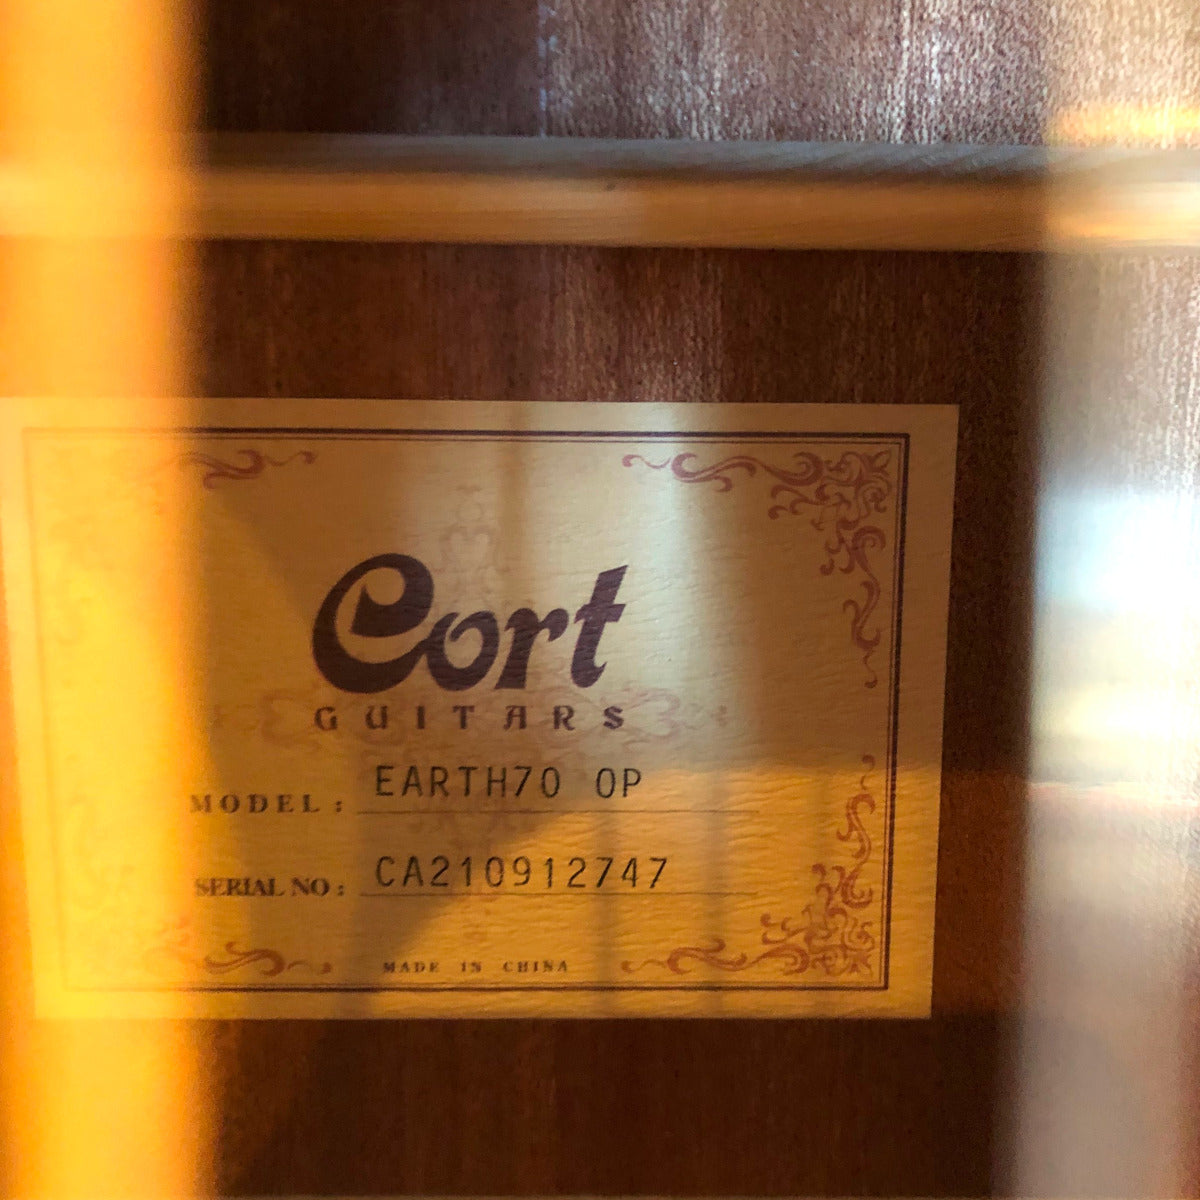 Cort
GUITARS
MODEL: EARTH70 OP
SERIAL NO: CA210912747
MADE IN CHINA